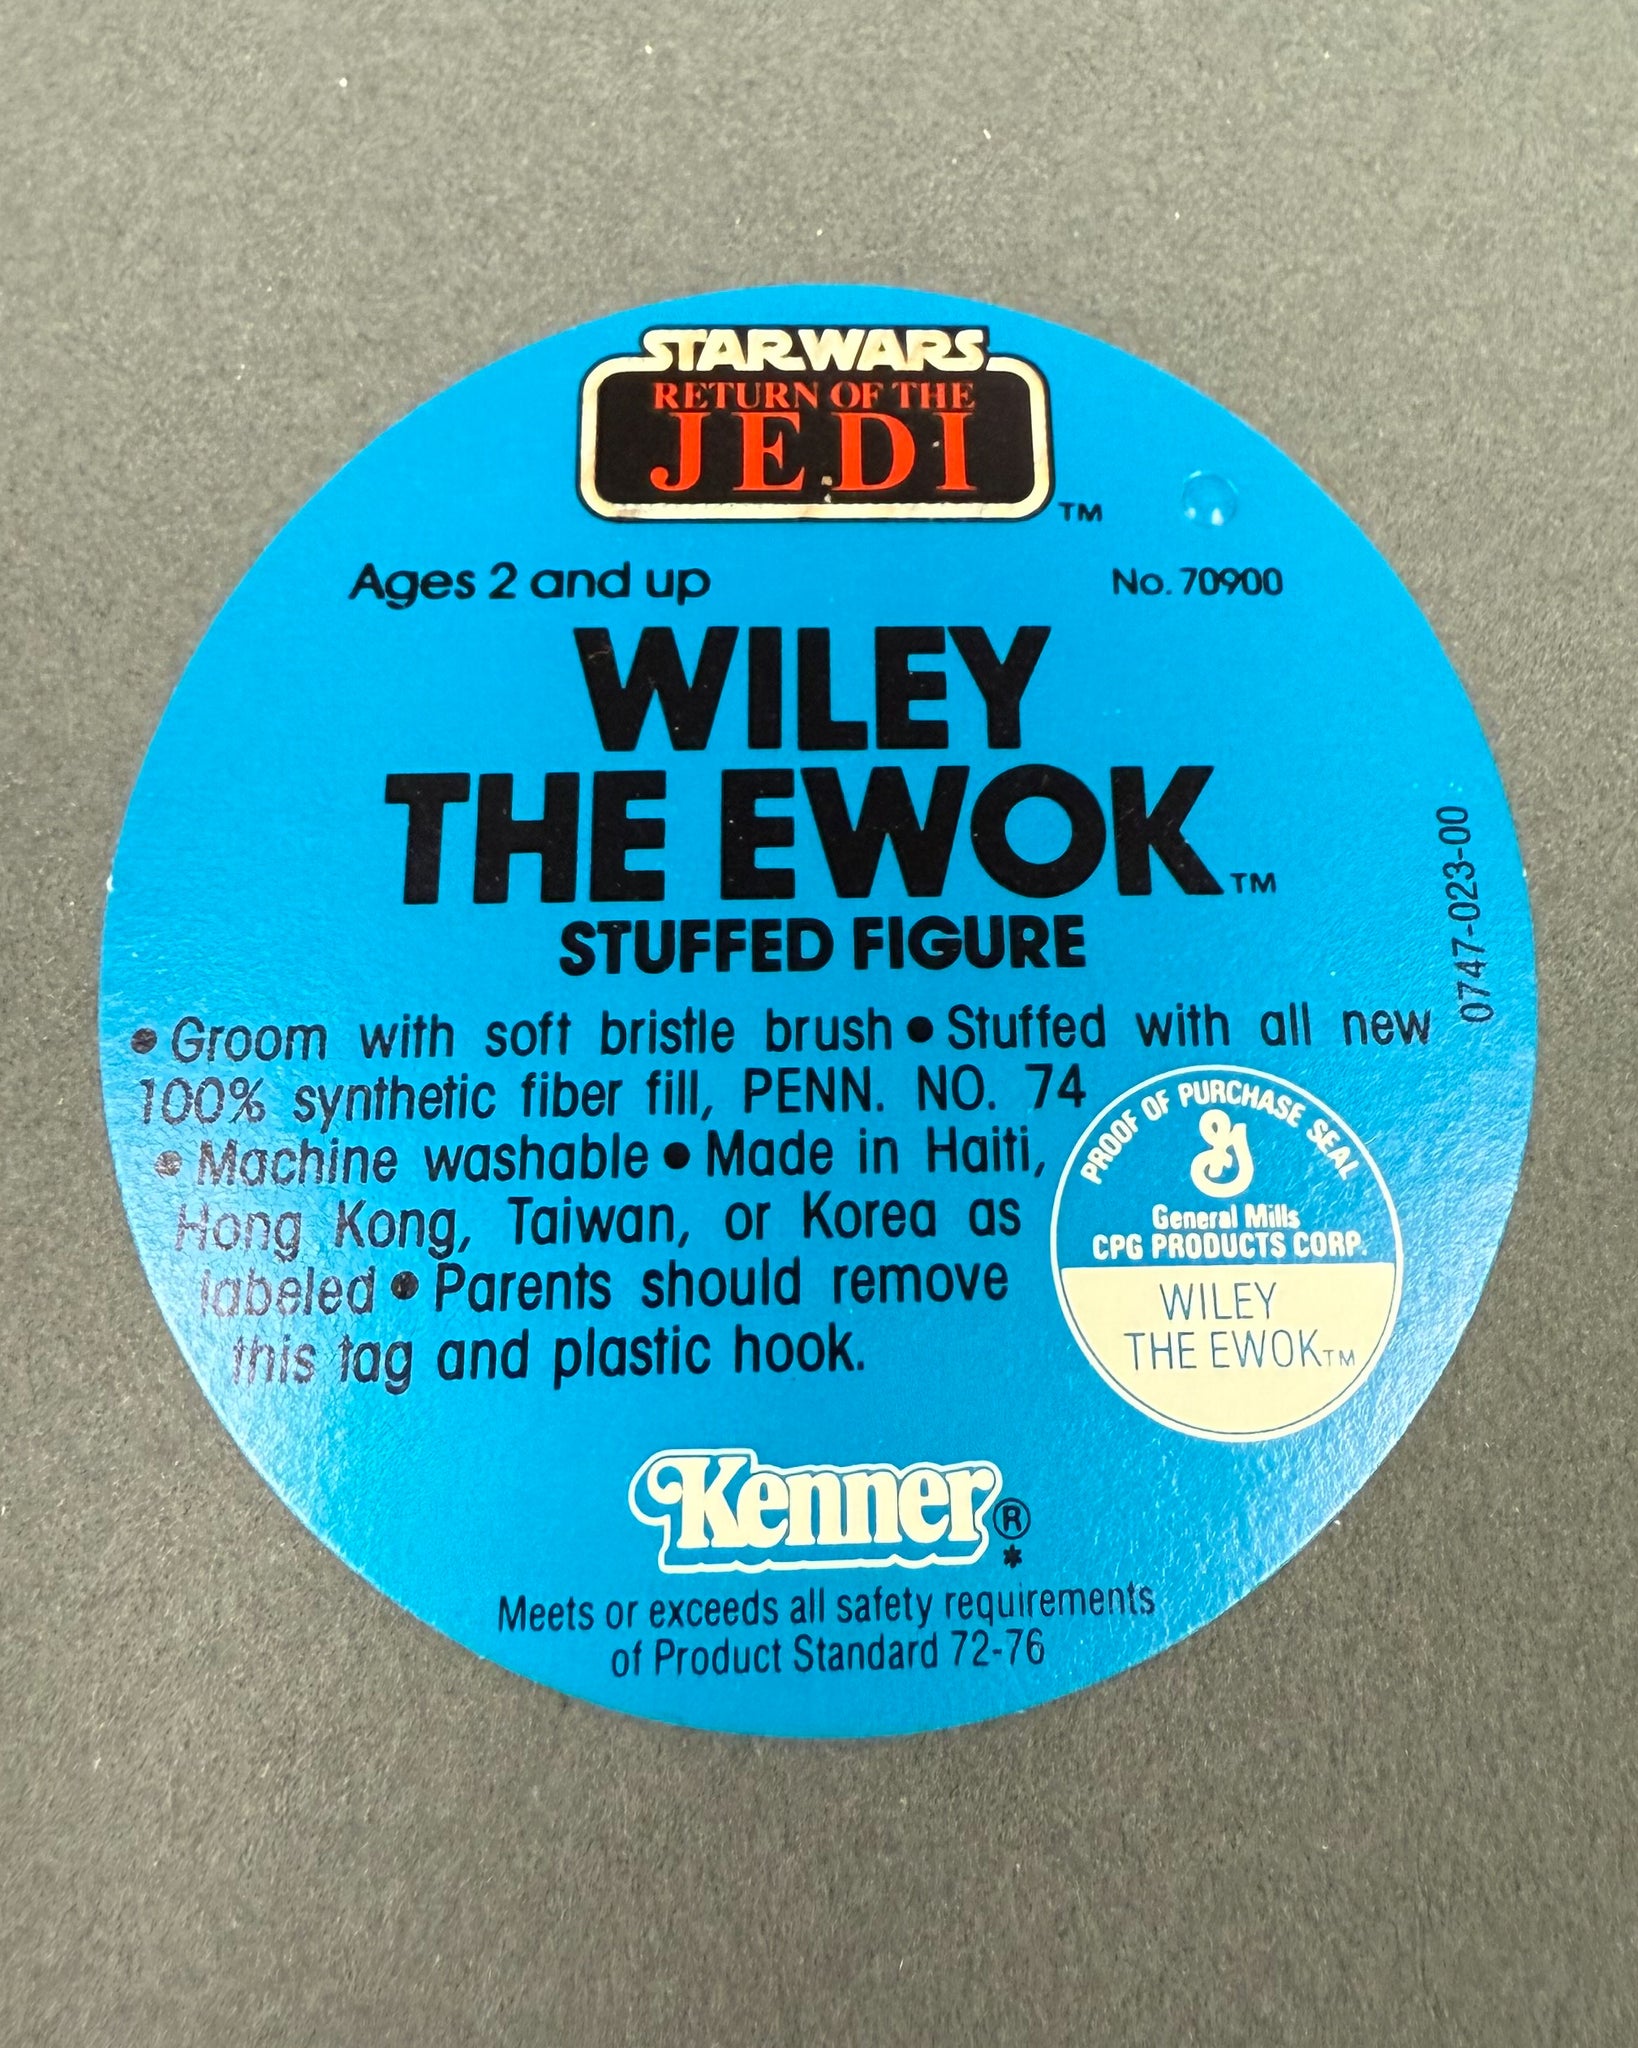 STAR WARS
RETURN OF THE
JEDI
TM
Ages 2 and up
No. 70900
WILEY
THE EWOK™
STUFFED FIGURE
0747-023-00
• Groom with soft bristle brush • Stuffed with all new
100% synthetic fiber fill, PENN. NO. 74
• Machine washable • Made in Haiti,
Hong Kong, Taiwan, or Korea as
labeled • Parents should remove
this tag and plastic hook.
PROOF OF PURCHASE SEAL
G
General Mills
CPG PRODUCTS CORP.
WILEY
THE EWOK™
Kenner®
*
Meets or exceeds all safety requirements
of Product Standard 72-76